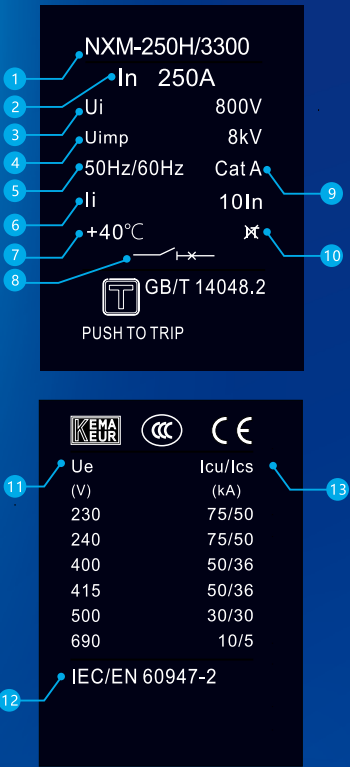 NXM-250H/3300
1
In 250A
2
Ui 800V
3
Uimp 8kV
4
50Hz/60Hz Cat A
5
9
Ii 10In
6
+40℃
7
10
8
T GB/T 14048.2
PUSH TO TRIP
KEMA EUR CCC CE
Ue Icu/Ics
11
13
(V) (kA)
230 75/50
240 75/50
400 50/36
415 50/36
500 30/30
690 10/5
IEC/EN 60947-2
12